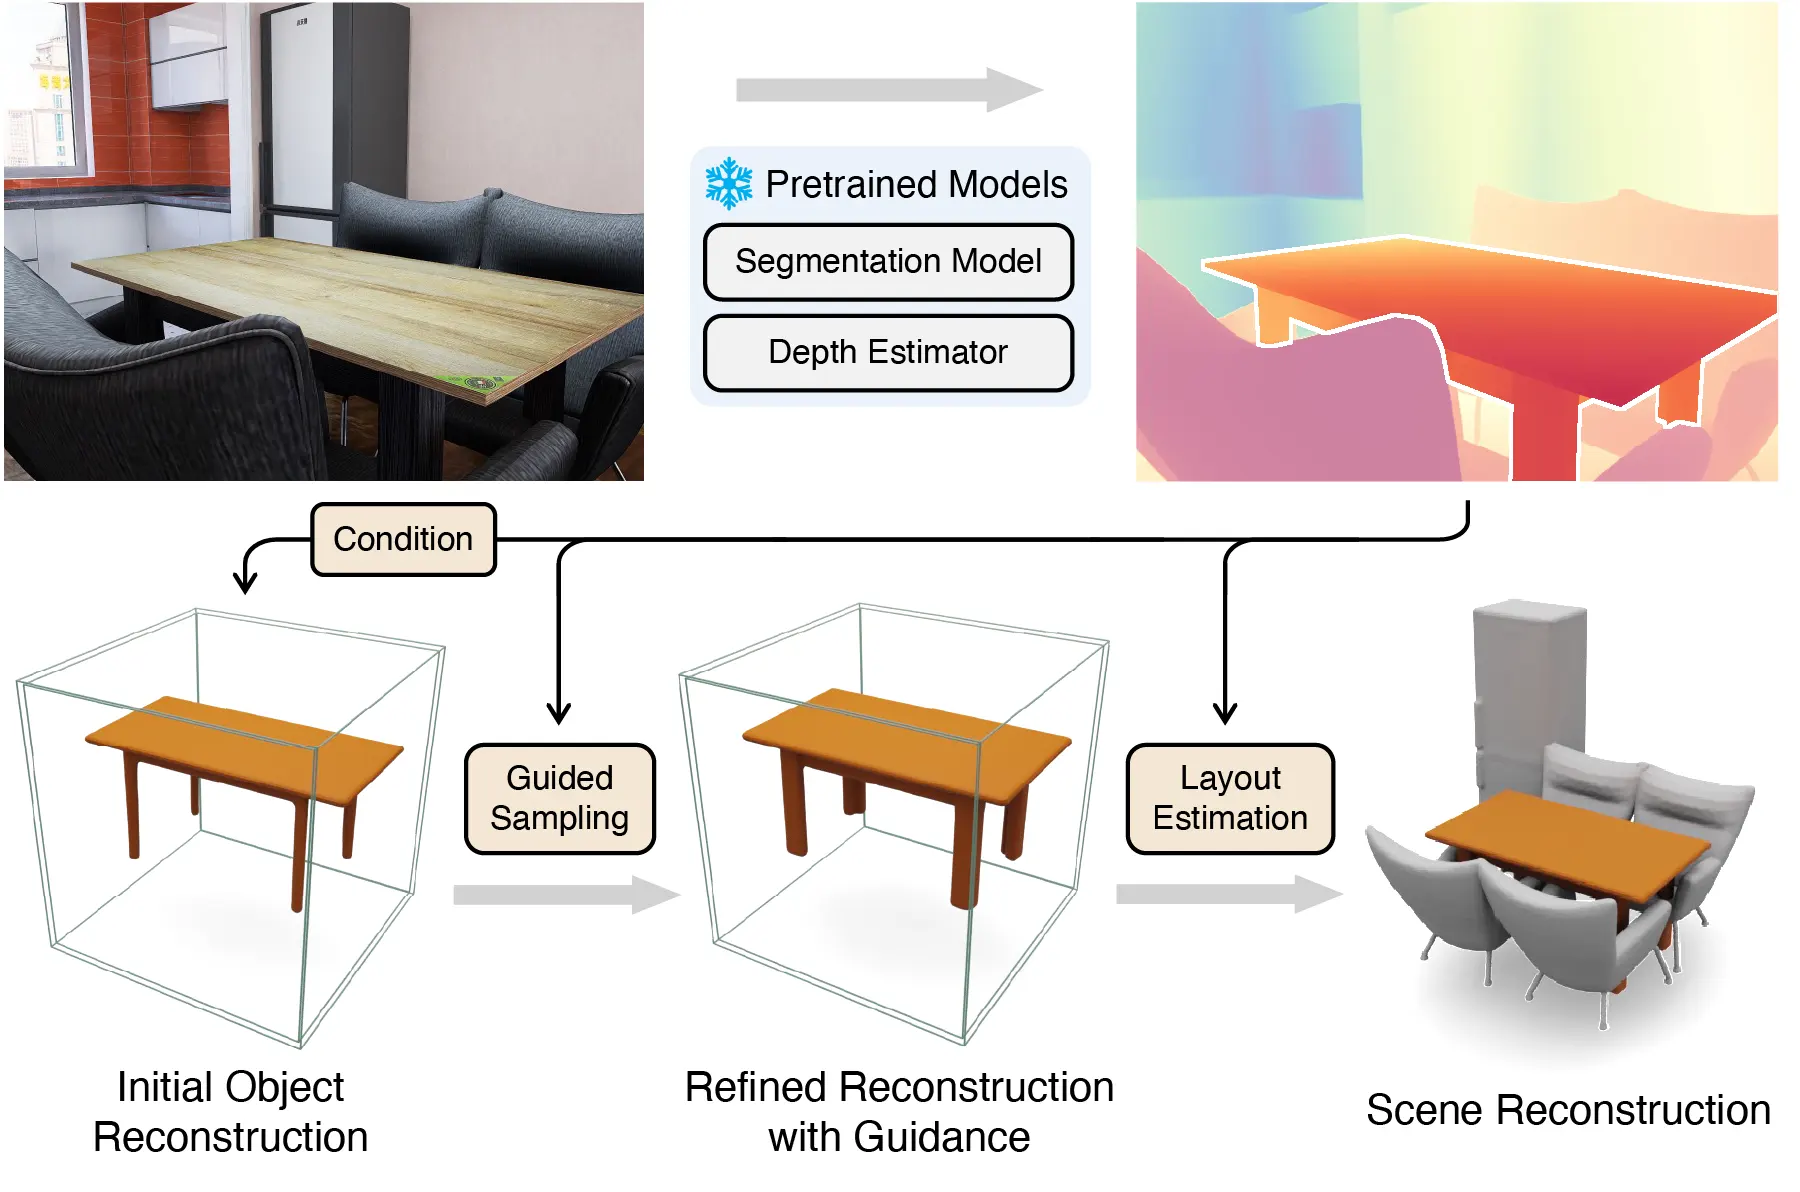 Pretrained Models
Segmentation Model
Depth Estimator
Condition
Guided
Sampling
Layout
Estimation
Initial Object
Reconstruction
Refined Reconstruction
with Guidance
Scene Reconstruction